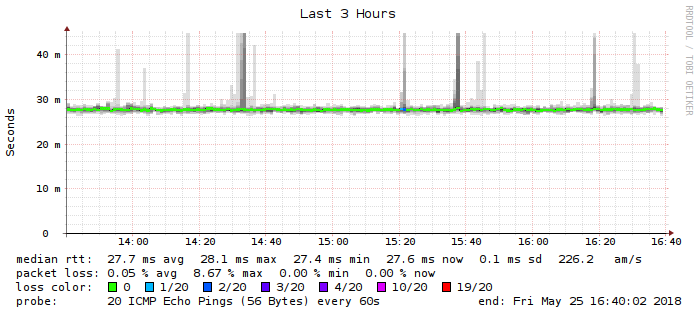 Last 3 Hours
RRDTOOL / TOBI OETIKER
Seconds
40 m
30 m
20 m
10 m
0
14:00 14:20 14:40 15:00 15:20 15:40 16:00 16:20 16:40
median rtt: 27.7 ms avg 28.1 ms max 27.4 ms min 27.6 ms now 0.1 ms sd 226.2 am/s
packet loss: 0.05 % avg 8.67 % max 0.00 % min 0.00 % now
loss color: 0 1/20 2/20 3/20 4/20 10/20 19/20
probe: 20 ICMP Echo Pings (56 Bytes) every 60s end: Fri May 25 16:40:02 2018